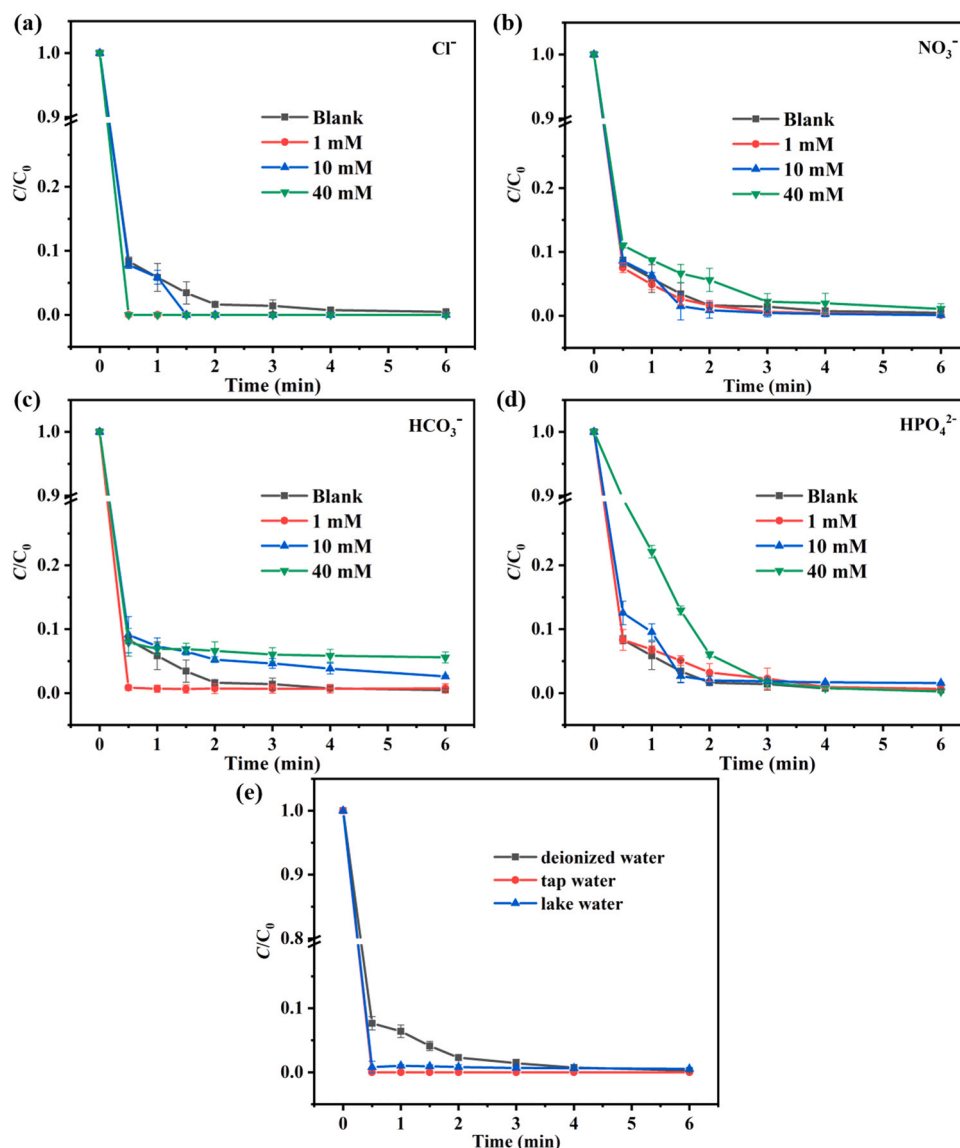 (a)
Cl⁻
1.0
0.9
0.2
0.1
0.0
C/C₀
Blank
1 mM
10 mM
40 mM
0 1 2 3 4 5 6
Time (min)
(b)
NO₃⁻
1.0
0.9
0.2
0.1
0.0
C/C₀
Blank
1 mM
10 mM
40 mM
0 1 2 3 4 5 6
Time (min)
(c)
HCO₃⁻
1.0
0.9
0.2
0.1
0.0
C/C₀
Blank
1 mM
10 mM
40 mM
0 1 2 3 4 5 6
Time (min)
(d)
HPO₄²⁻
1.0
0.9
0.2
0.1
0.0
C/C₀
Blank
1 mM
10 mM
40 mM
0 1 2 3 4 5 6
Time (min)
(e)
1.0
0.9
0.8
0.1
0.0
C/C₀
deionized water
tap water
lake water
0 1 2 3 4 5 6
Time (min)